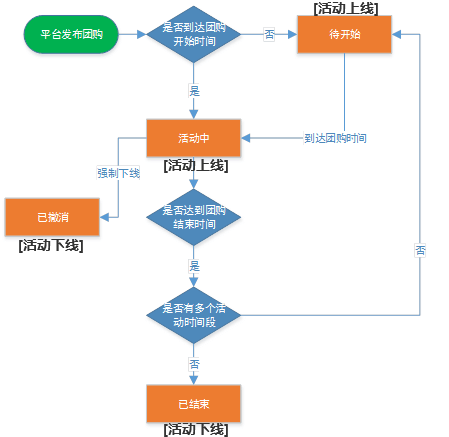 [活动上线]
平台发布团购
是否到达团购
开始时间
否
待开始
是
活动中
到达团购时间
[活动上线]
强制下线
已撤消
[活动下线]
是否达到团购
结束时间
否
是
是否有多个活
动时间段
否
已结束
[活动下线]